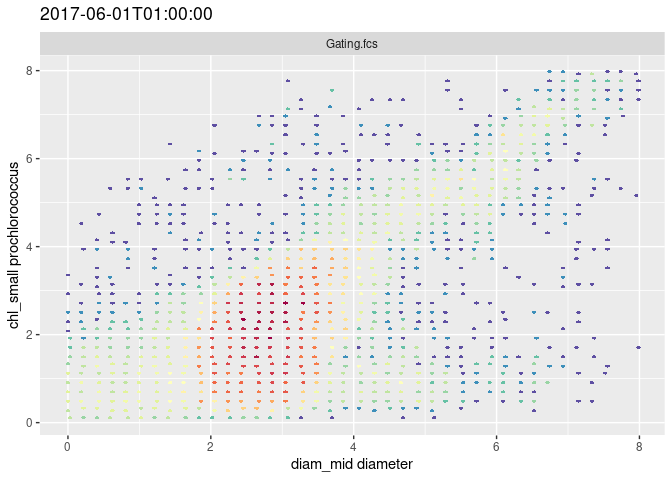 2017-06-01T01:00:00
Gating.fcs
8
6
4
2
0
chl_small prochlorococcus
0
2
4
6
8
diam_mid diameter